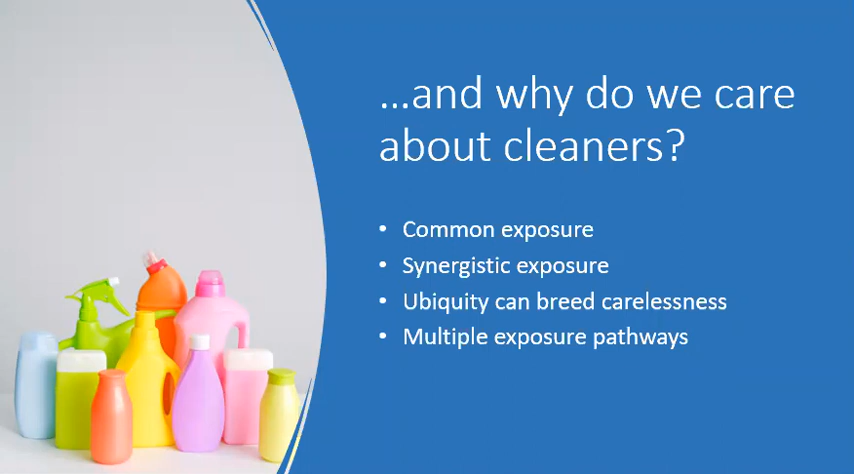 ...and why do we care
about cleaners?
• Common exposure
• Synergistic exposure
• Ubiquity can breed carelessness
• Multiple exposure pathways